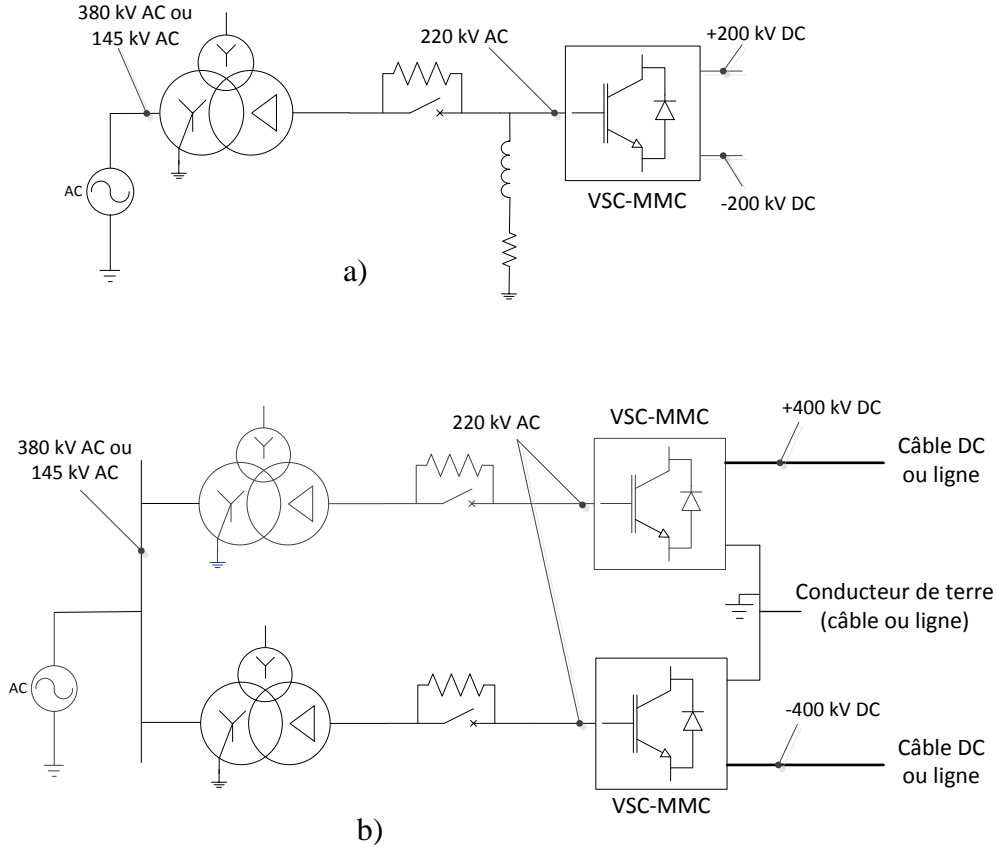 380 kV AC ou
145 kV AC
220 kV AC
+200 kV DC
AC
VSC-MMC
-200 kV DC
a)
380 kV AC ou
145 kV AC
220 kV AC
VSC-MMC
+400 kV DC
Câble DC
ou ligne
Conducteur de terre
(câble ou ligne)
AC
-400 kV DC
Câble DC
ou ligne
VSC-MMC
b)